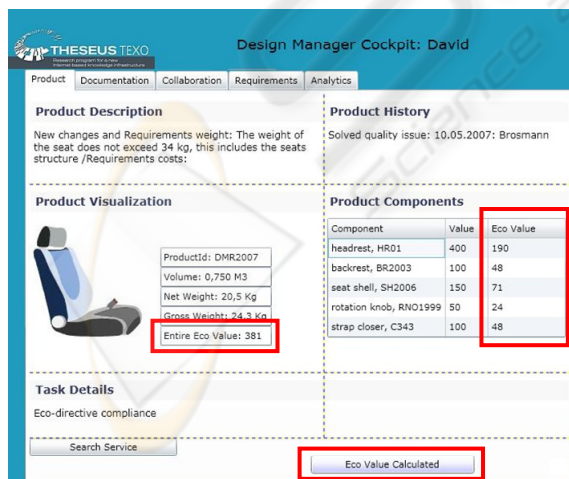 THESEUS TEXO
Research program for a new
Internet based knowledge infrastructure
Design Manager Cockpit: David
Product Documentation Collaboration Requirements Analytics
Product Description
New changes and Requirements weight: The weight of
the seat does not exceed 34 kg, this includes the seats
structure /Requirements costs:
Product History
Solved quality issue: 10.05.2007: Brosmann
Product Visualization
ProductId: DMR2007
Volume: 0,750 M3
Net Weight: 20,5 Kg
Gross Weight: 24,3 Kg
Entire Eco Value: 381
Product Components
Component Value Eco Value
headrest, HR01 400 190
backrest, BR2003 100 48
seat shell, SH2006 150 71
rotation knob, RNO1999 50 24
strap closer, C343 100 48
Task Details
Eco-directive compliance
Search Service
Eco Value Calculated